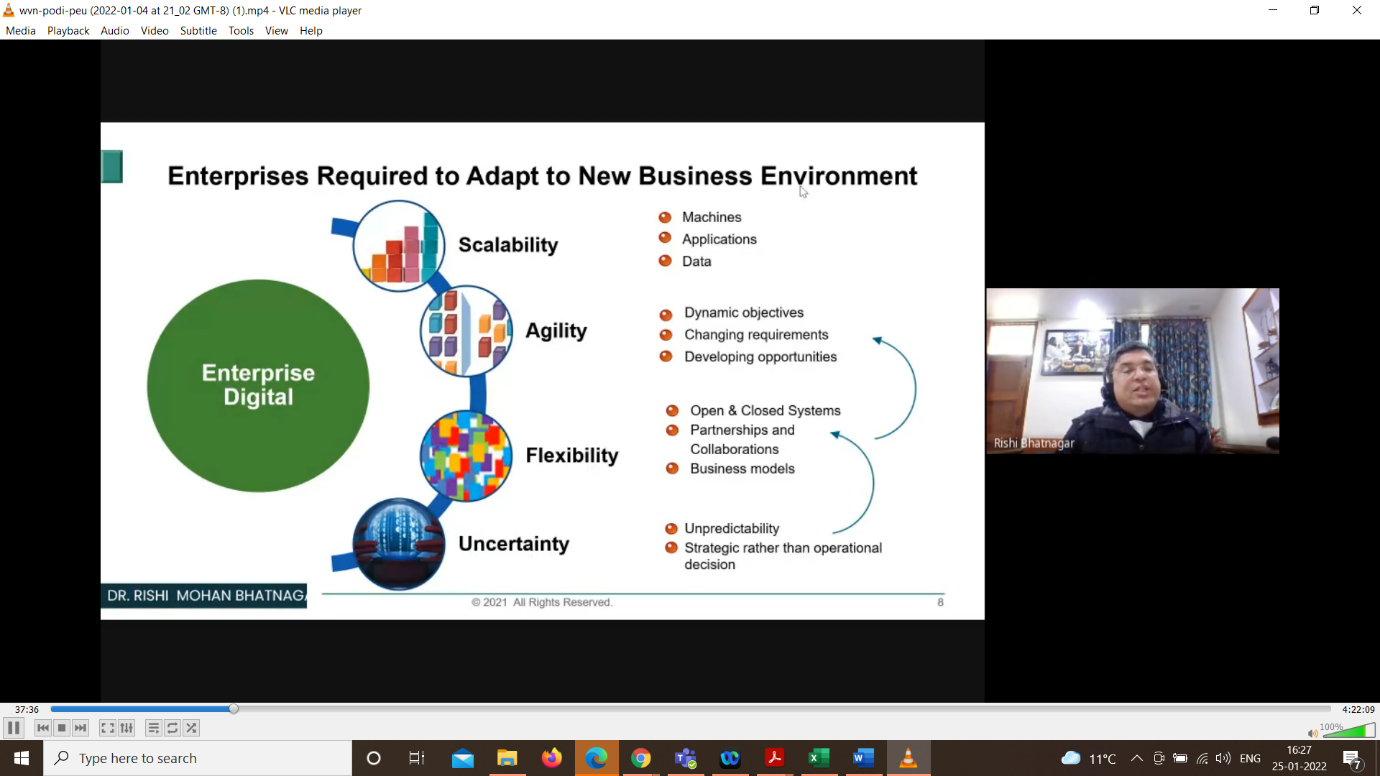 wvn-podi-peu (2022-01-04 at 21_02 GMT-8) (1).mp4 - VLC media player
Media Playback Audio Video Subtitle Tools View Help
Enterprises Required to Adapt to New Business Environment
Enterprise
Digital
Scalability
Machines
Applications
Data
Agility
Dynamic objectives
Changing requirements
Developing opportunities
Flexibility
Open & Closed Systems
Partnerships and
Collaborations
Business models
Uncertainty
Unpredictability
Strategic rather than operational
decision
DR. RISHI MOHAN BHATNAGA
© 2021 All Rights Reserved.
8
Rishi Bhatnagar
37:36
4:22:09
100%
Type here to search
11°C
ENG
16:27
25-01-2022
7